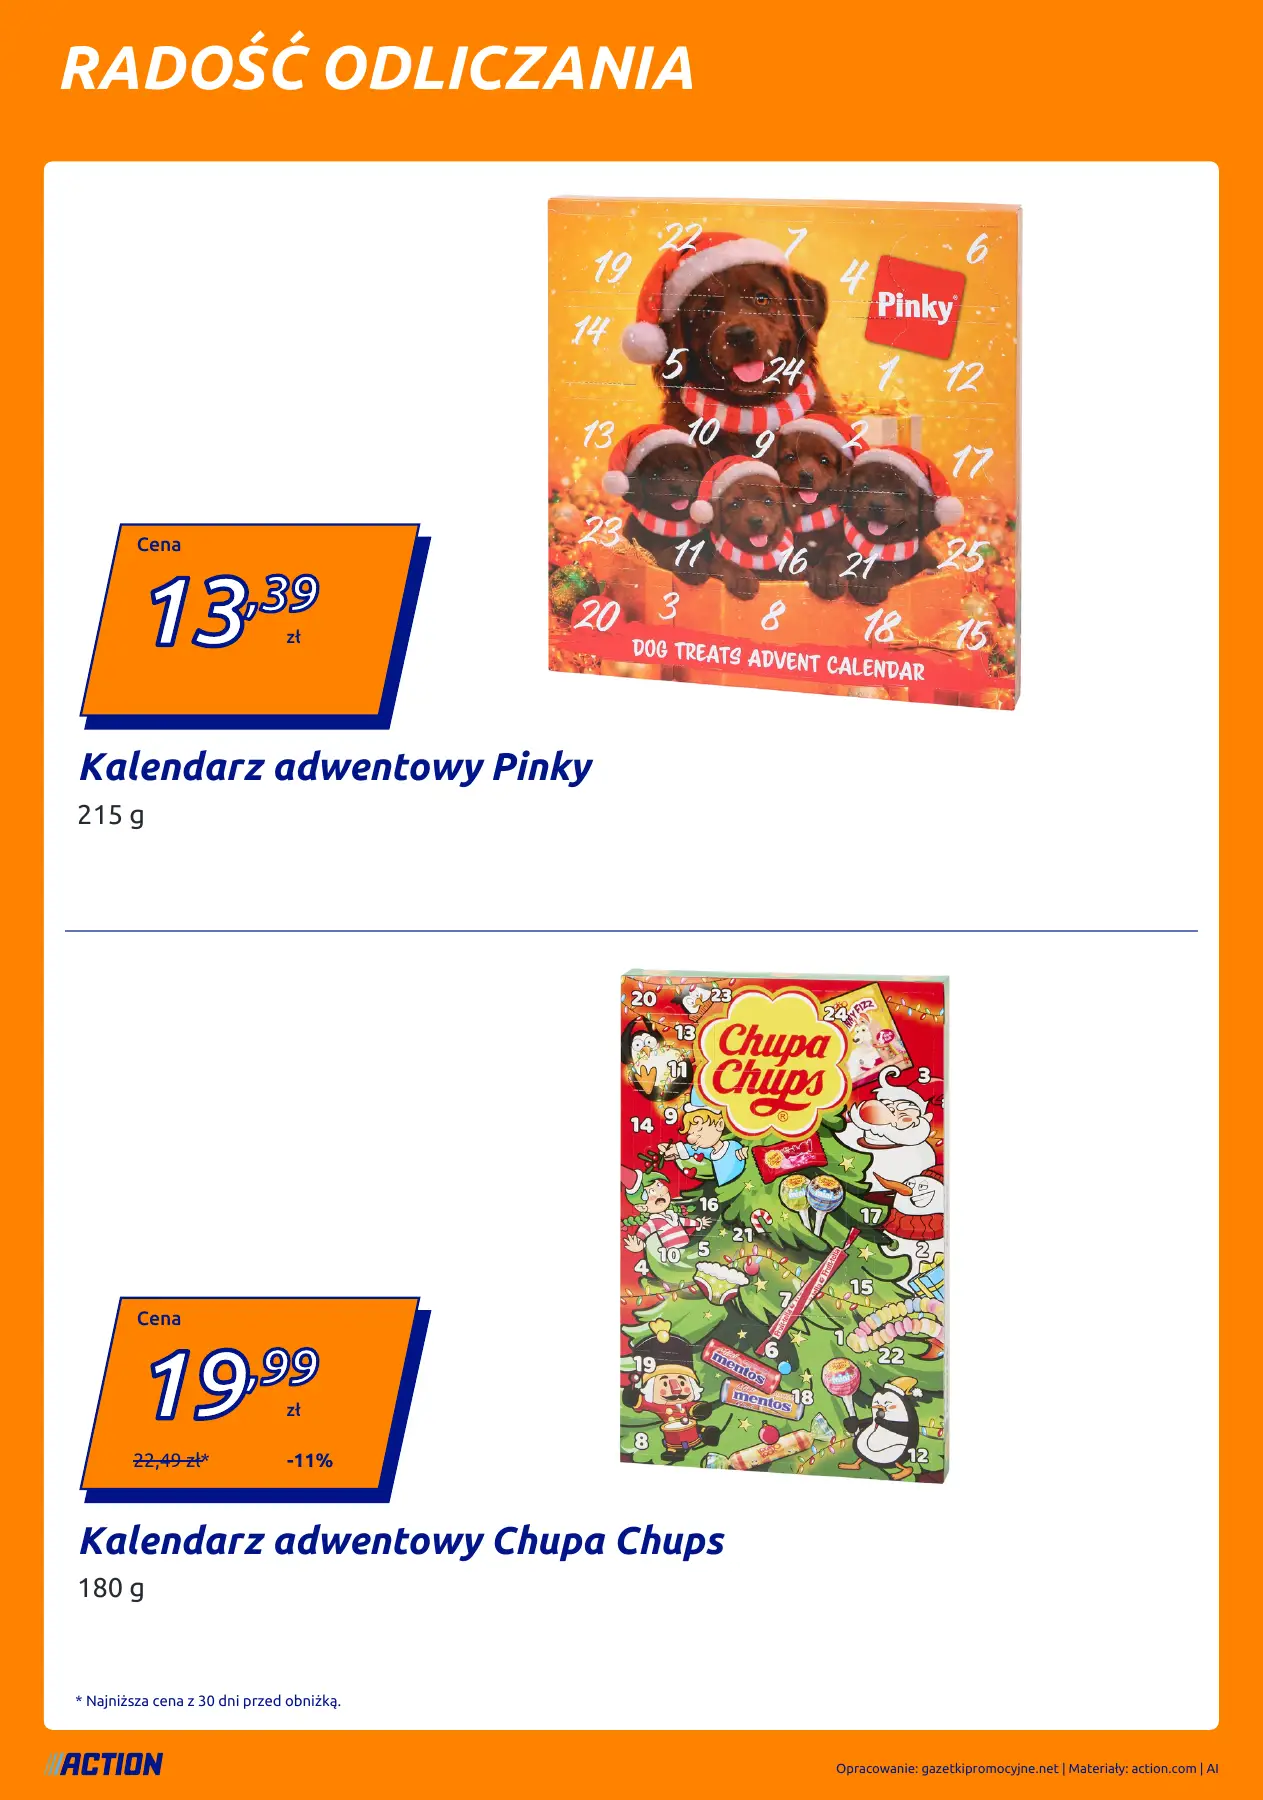 RADOŚĆ ODLICZANIA
22
7
6
19
4
Pinky
14
5
24
1
12
13
10
9
2
17
23
11
16
21
25
20
3
8
18
15
DOG TREATS ADVENT CALENDAR
Cena
13,39
zł
Kalendarz adwentowy Pinky
215 g
20
23
24
13
Chupa
Chups
®
11
3
14
9
16
17
21
10
5
2
4
7
15
1
6
22
19
mentos
mentos
18
8
12
Cena
19,99
zł
22,49 zł*
-11%
Kalendarz adwentowy Chupa Chups
180 g
* Najniższa cena z 30 dni przed obniżką.
ACTION
Opracowanie: gazetkipromocyjne.net | Materiały: action.com | AI